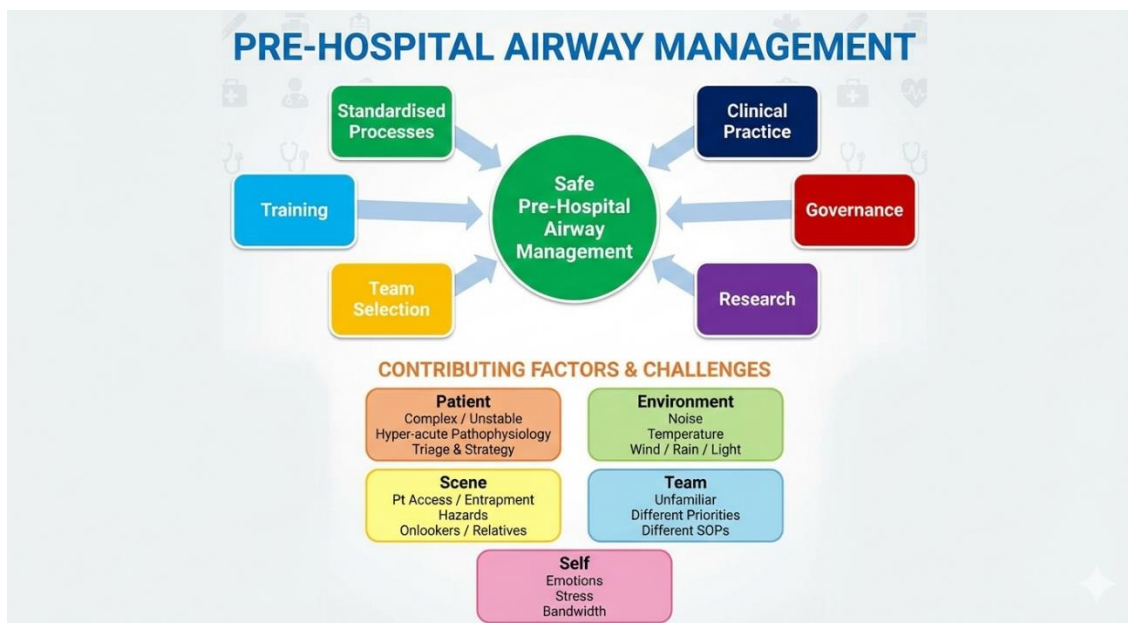 PRE-HOSPITAL AIRWAY MANAGEMENT
Standardised
Processes
Clinical
Practice
Training
Safe
Pre-Hospital
Airway
Management
Governance
Team
Selection
Research
CONTRIBUTING FACTORS & CHALLENGES
Patient
Complex / Unstable
Hyper-acute Pathophysiology
Triage & Strategy
Environment
Noise
Temperature
Wind / Rain / Light
Scene
Pt Access / Entrapment
Hazards
Onlookers / Relatives
Team
Unfamiliar
Different Priorities
Different SOPs
Self
Emotions
Stress
Bandwidth